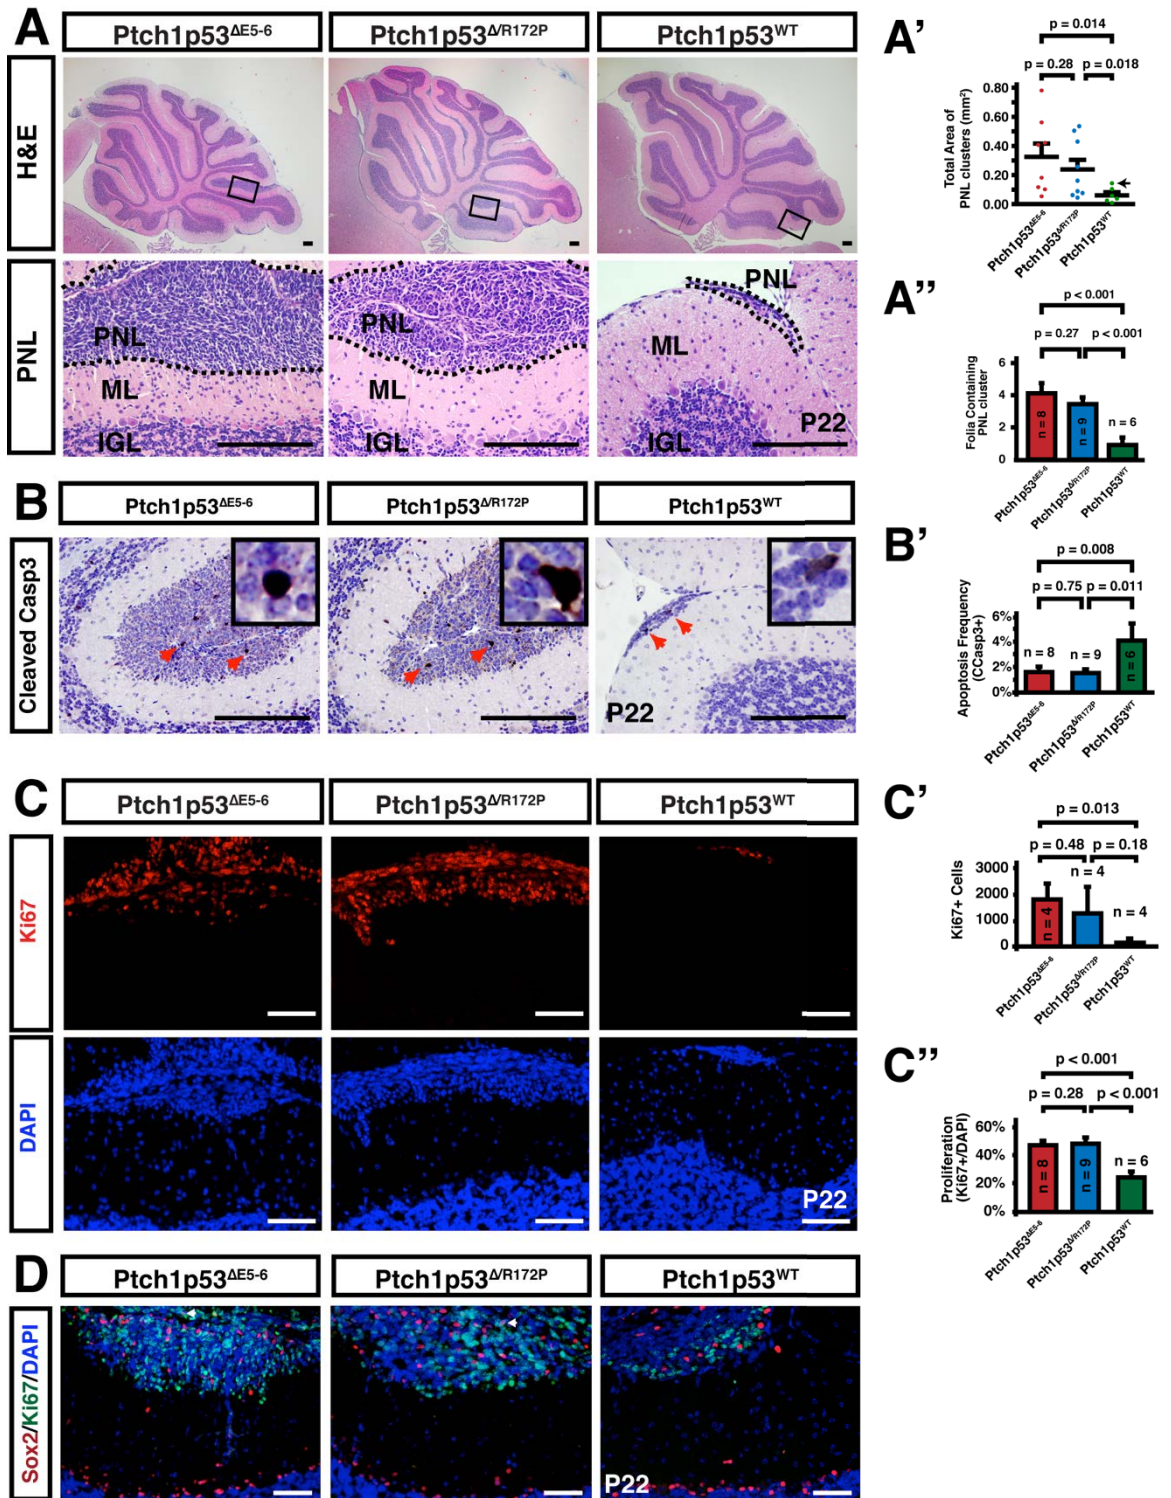 A
Ptch1p53ΔE5-6
Ptch1p53Δ/R172P
Ptch1p53WT
H&E
PNL
PNL
ML
IGL
PNL
ML
IGL
PNL
ML
IGL
P22
A’
p = 0.014
p = 0.28
p = 0.018
Total Area of
PNL clusters (mm²)
0.80
0.60
0.40
0.20
0.00
Ptch1p53ΔE5-6
Ptch1p53Δ/R172P
Ptch1p53WT
A’’
p < 0.001
p = 0.27
p < 0.001
Folia Containing
PNL cluster
6
4
2
0
n = 8
n = 9
n = 6
Ptch1p53ΔE5-6
Ptch1p53Δ/R172P
Ptch1p53WT
B
Ptch1p53ΔE5-6
Ptch1p53Δ/R172P
Ptch1p53WT
Cleaved Casp3
P22
B’
p = 0.008
p = 0.75
p = 0.011
Apoptosis Frequency
(CCasp3+)
6%
4%
2%
0%
n = 8
n = 9
n = 6
Ptch1p53ΔE5-6
Ptch1p53Δ/R172P
Ptch1p53WT
C
Ptch1p53ΔE5-6
Ptch1p53Δ/R172P
Ptch1p53WT
Ki67
DAPI
P22
C’
p = 0.013
p = 0.48
p = 0.18
Ki67+ Cells
3000
2000
1000
0
n = 4
n = 4
n = 4
Ptch1p53ΔE5-6
Ptch1p53Δ/R172P
Ptch1p53WT
C’’
p < 0.001
p = 0.28
p < 0.001
Proliferation
(Ki67+/DAPI)
60%
40%
20%
0%
n = 8
n = 9
n = 6
Ptch1p53ΔE5-6
Ptch1p53Δ/R172P
Ptch1p53WT
D
Ptch1p53ΔE5-6
Ptch1p53Δ/R172P
Ptch1p53WT
Sox2/Ki67/DAPI
P22